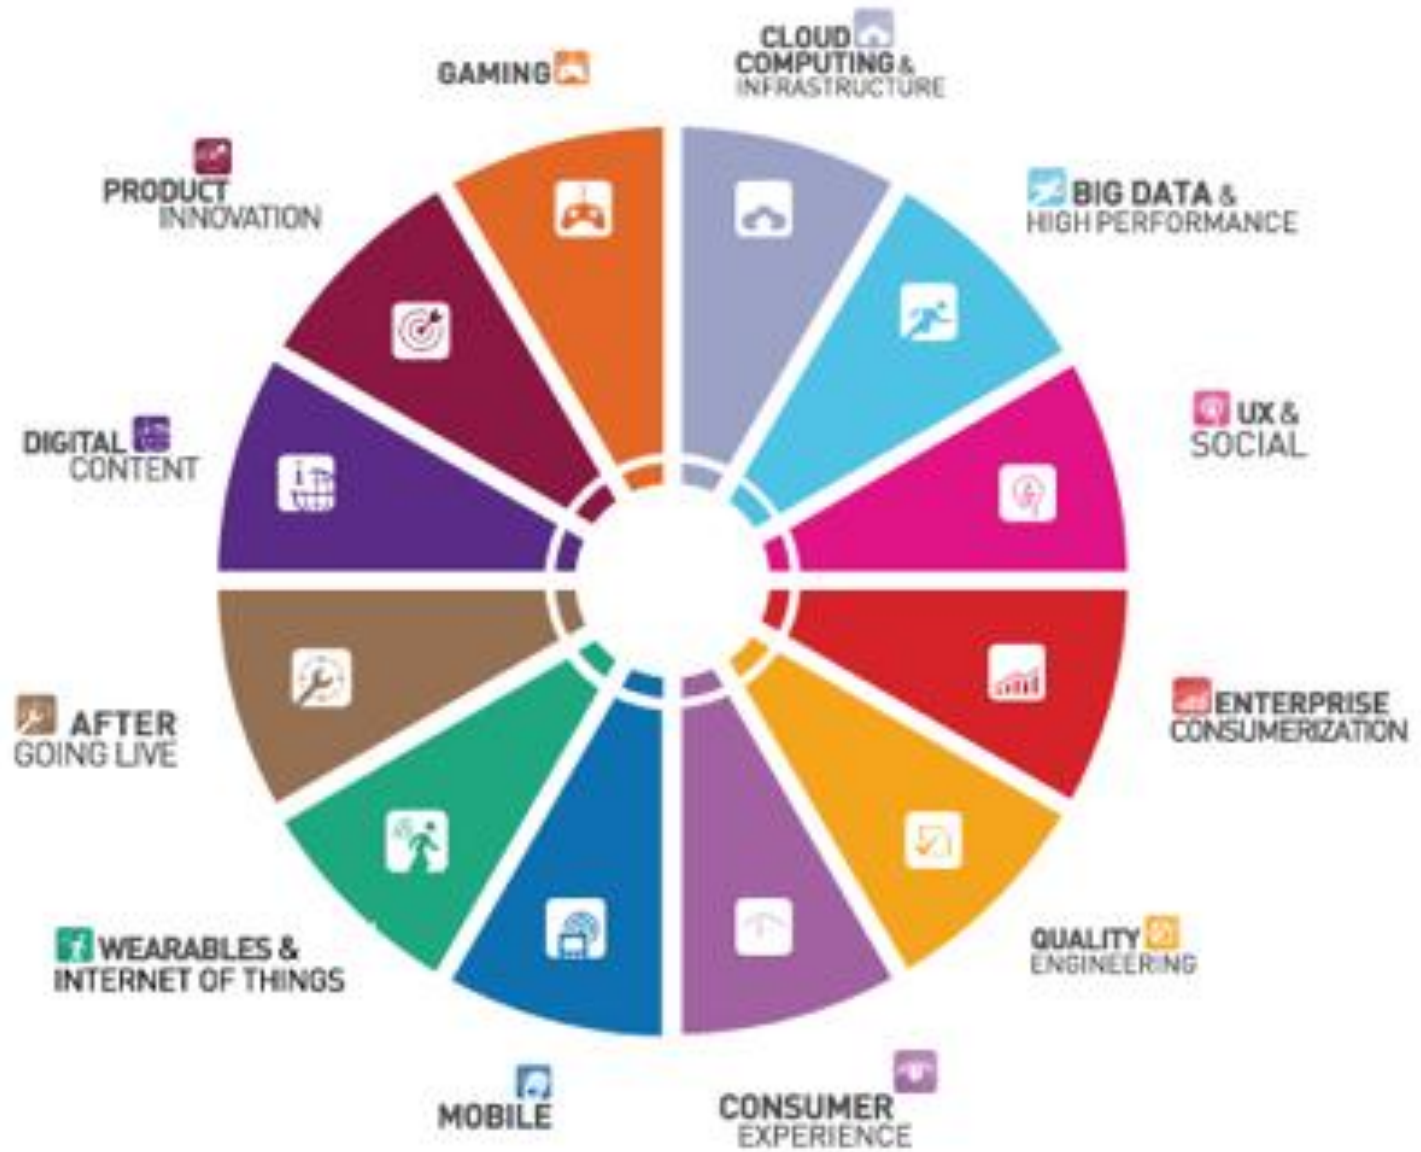 GAMING
CLOUD
COMPUTING &
INFRASTRUCTURE
PRODUCT
INNOVATION
BIG DATA &
HIGH PERFORMANCE
DIGITAL
CONTENT
UX &
SOCIAL
AFTER
GOING LIVE
ENTERPRISE
CONSUMERIZATION
WEARABLES &
INTERNET OF THINGS
QUALITY
ENGINEERING
MOBILE
CONSUMER
EXPERIENCE